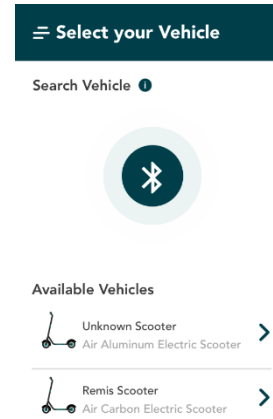 Select your Vehicle
Search Vehicle i
Available Vehicles
Unknown Scooter
Air Aluminum Electric Scooter
Remis Scooter
Air Carbon Electric Scooter